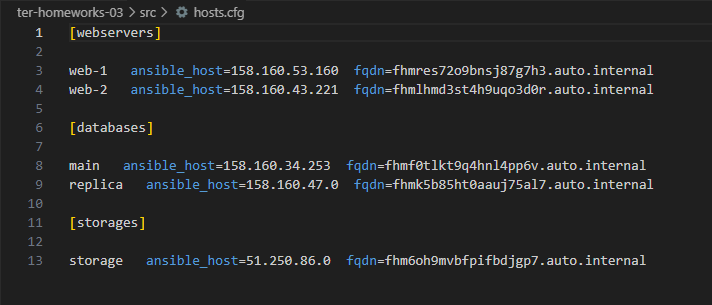 ter-homeworks-03 > src > hosts.cfg
1 [webservers]
2
3 web-1 ansible_host=158.160.53.160 fqdn=fhmres72o9bnsj87g7h3.auto.internal
4 web-2 ansible_host=158.160.43.221 fqdn=fhmlhmd3st4h9uqo3d0r.auto.internal
5
6 [databases]
7
8 main ansible_host=158.160.34.253 fqdn=fhmf0tlkt9q4hnl4pp6v.auto.internal
9 replica ansible_host=158.160.47.0 fqdn=fhmk5b85ht0aauj75al7.auto.internal
10
11 [storages]
12
13 storage ansible_host=51.250.86.0 fqdn=fhm6oh9mvbfpifbdjgp7.auto.internal